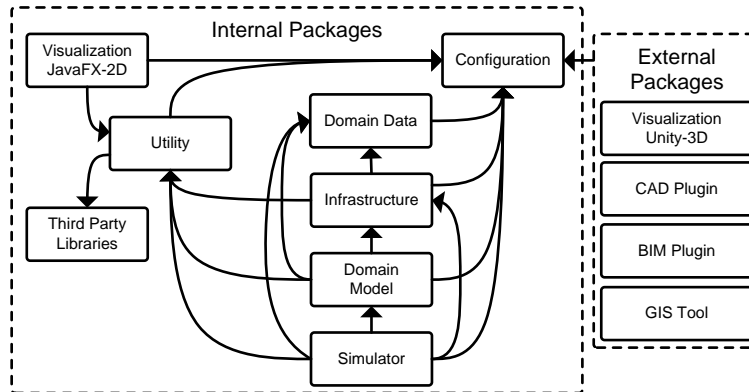 Internal Packages
Visualization
JavaFX-2D
Configuration
External
Packages
Utility
Domain Data
Visualization
Unity-3D
Third Party
Libraries
Infrastructure
CAD Plugin
Domain
Model
BIM Plugin
Simulator
GIS Tool